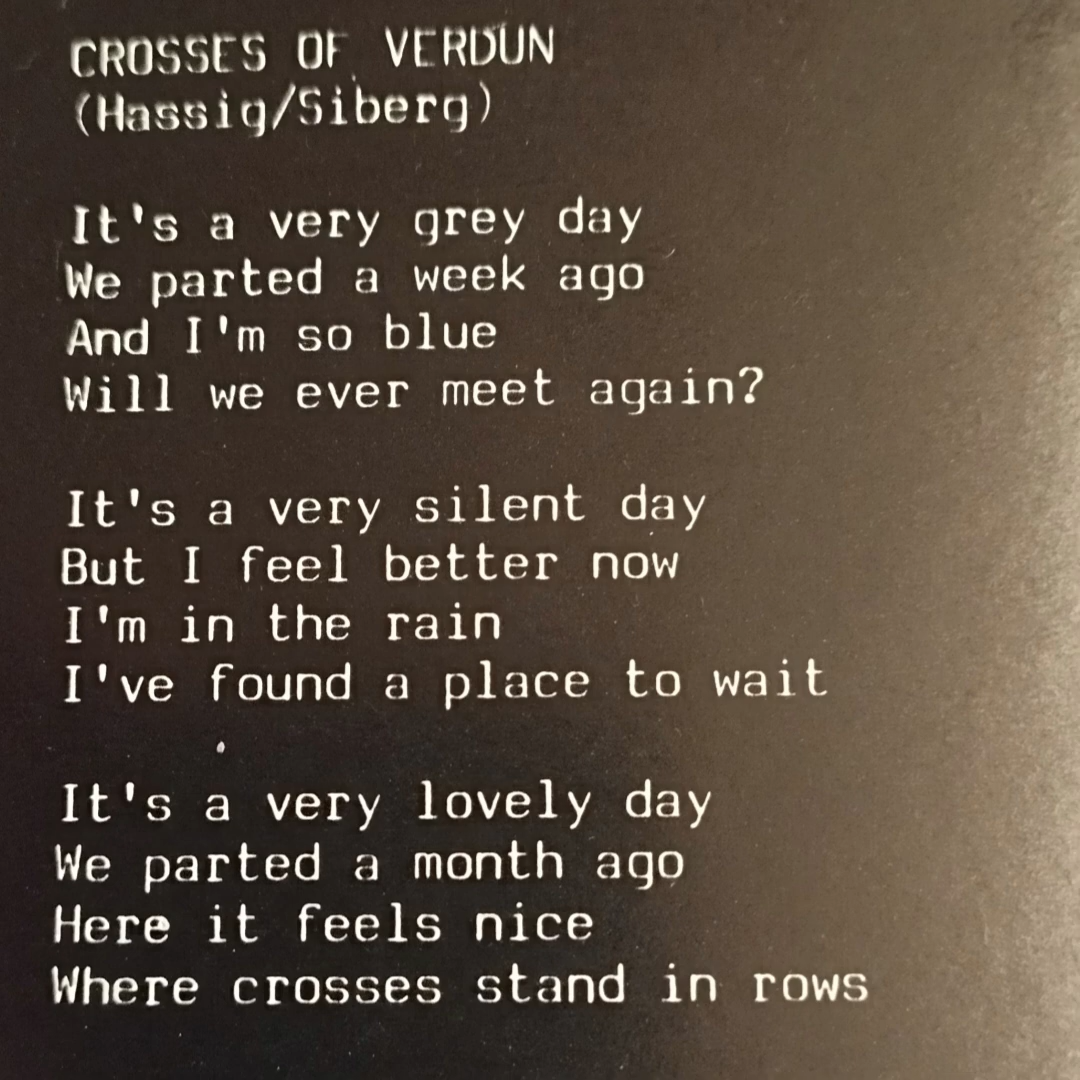 CROSSES OF VERDUN
(Hassig/Siberg)

It's a very grey day
We parted a week ago
And I'm so blue
Will we ever meet again?

It's a very silent day
But I feel better now
I'm in the rain
I've found a place to wait

It's a very lovely day
We parted a month ago
Here it feels nice
Where crosses stand in rows